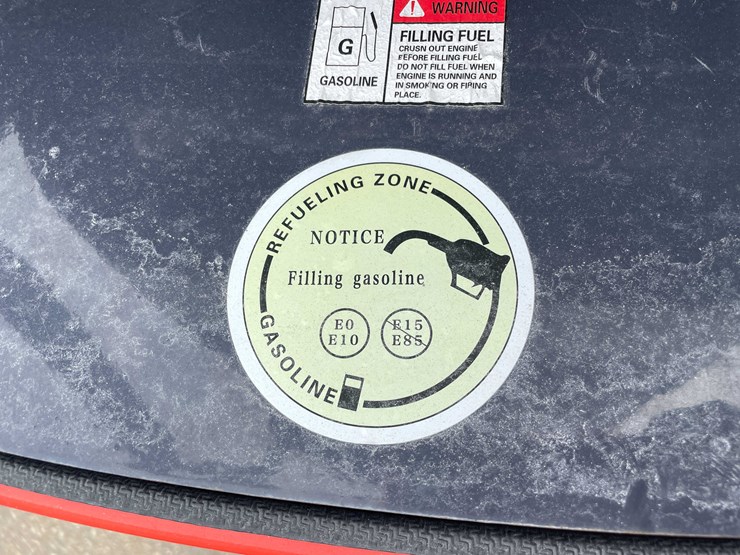 WARNING
G
GASOLINE
FILLING FUEL
CRUSN OUT ENGINE
BEFORE FILLING FUEL
DO NOT FILL FUEL WHEN
ENGINE IS RUNNING AND
IN SMOKING OR FIRING
PLACE.
REFUELING ZONE
NOTICE
Filling gasoline
E0
E10
E15
E85
GASOLINE